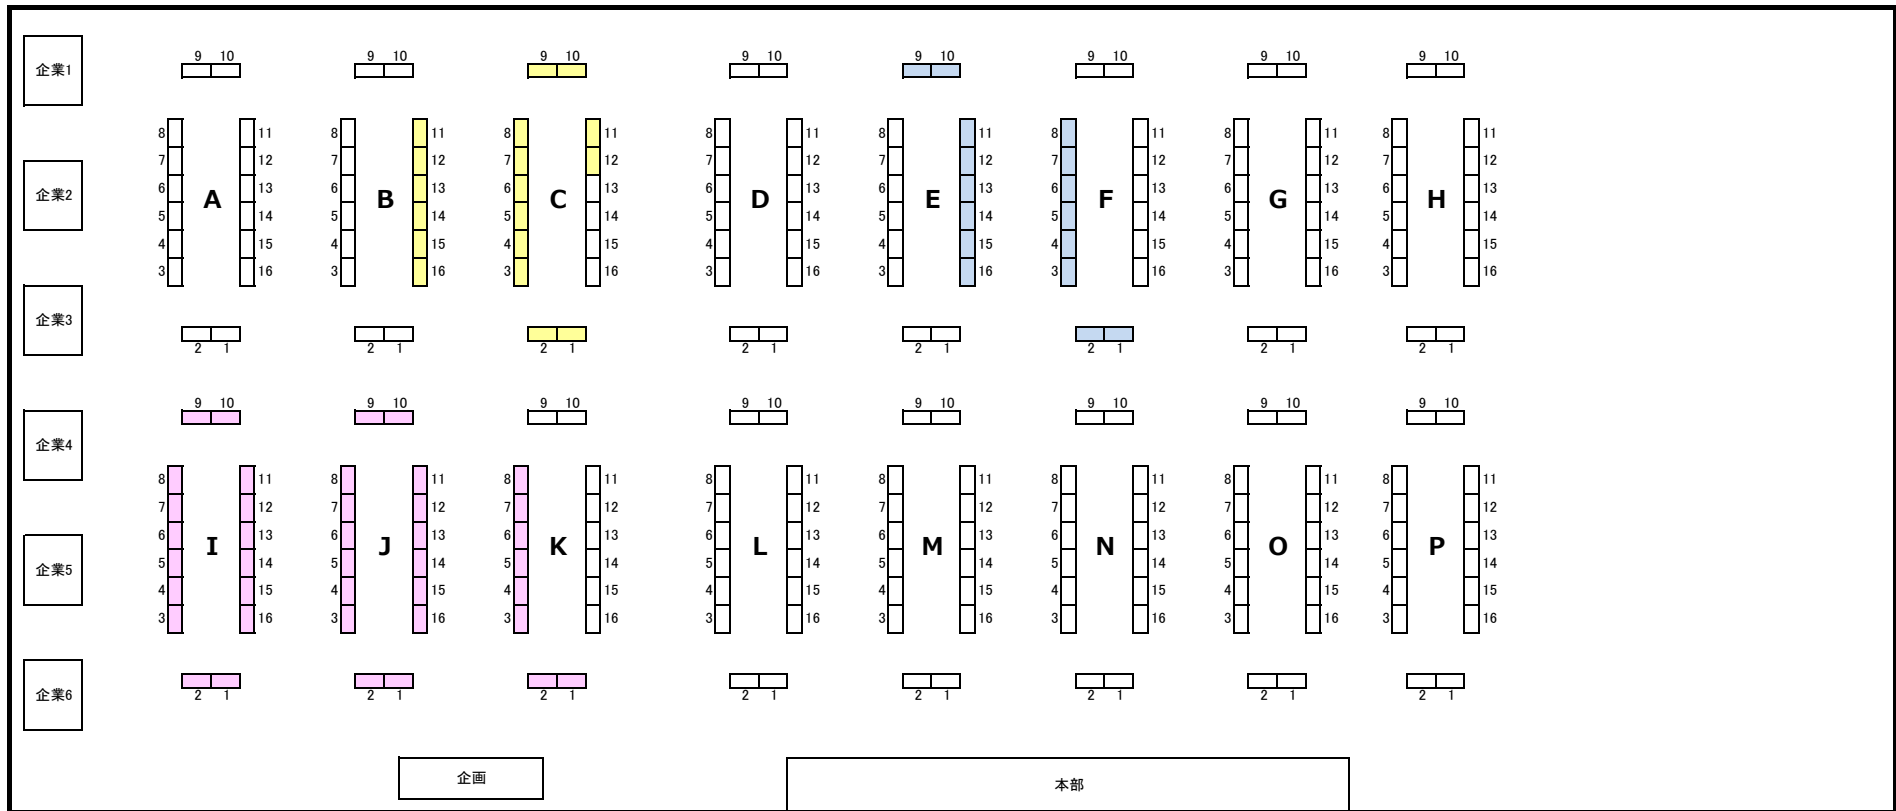 企業1
企業2
企業3
企業4
企業5
企業6
9 10 9 10 9 10 9 10 9 10 9 10 9 10 9 10
8 11 8 11 8 11 8 11 8 11 8 11 8 11 8 11
7 12 7 12 7 12 7 12 7 12 7 12 7 12 7 12
6 13 6 13 6 13 6 13 6 13 6 13 6 13 6 13
A B C D E F G H
5 14 5 14 5 14 5 14 5 14 5 14 5 14 5 14
4 15 4 15 4 15 4 15 4 15 4 15 4 15 4 15
3 16 3 16 3 16 3 16 3 16 3 16 3 16 3 16
2 1 2 1 2 1 2 1 2 1 2 1 2 1 2 1
9 10 9 10 9 10 9 10 9 10 9 10 9 10 9 10
8 11 8 11 8 11 8 11 8 11 8 11 8 11 8 11
7 12 7 12 7 12 7 12 7 12 7 12 7 12 7 12
6 13 6 13 6 13 6 13 6 13 6 13 6 13 6 13
I J K L M N O P
5 14 5 14 5 14 5 14 5 14 5 14 5 14 5 14
4 15 4 15 4 15 4 15 4 15 4 15 4 15 4 15
3 16 3 16 3 16 3 16 3 16 3 16 3 16 3 16
2 1 2 1 2 1 2 1 2 1 2 1 2 1 2 1
企画
本部